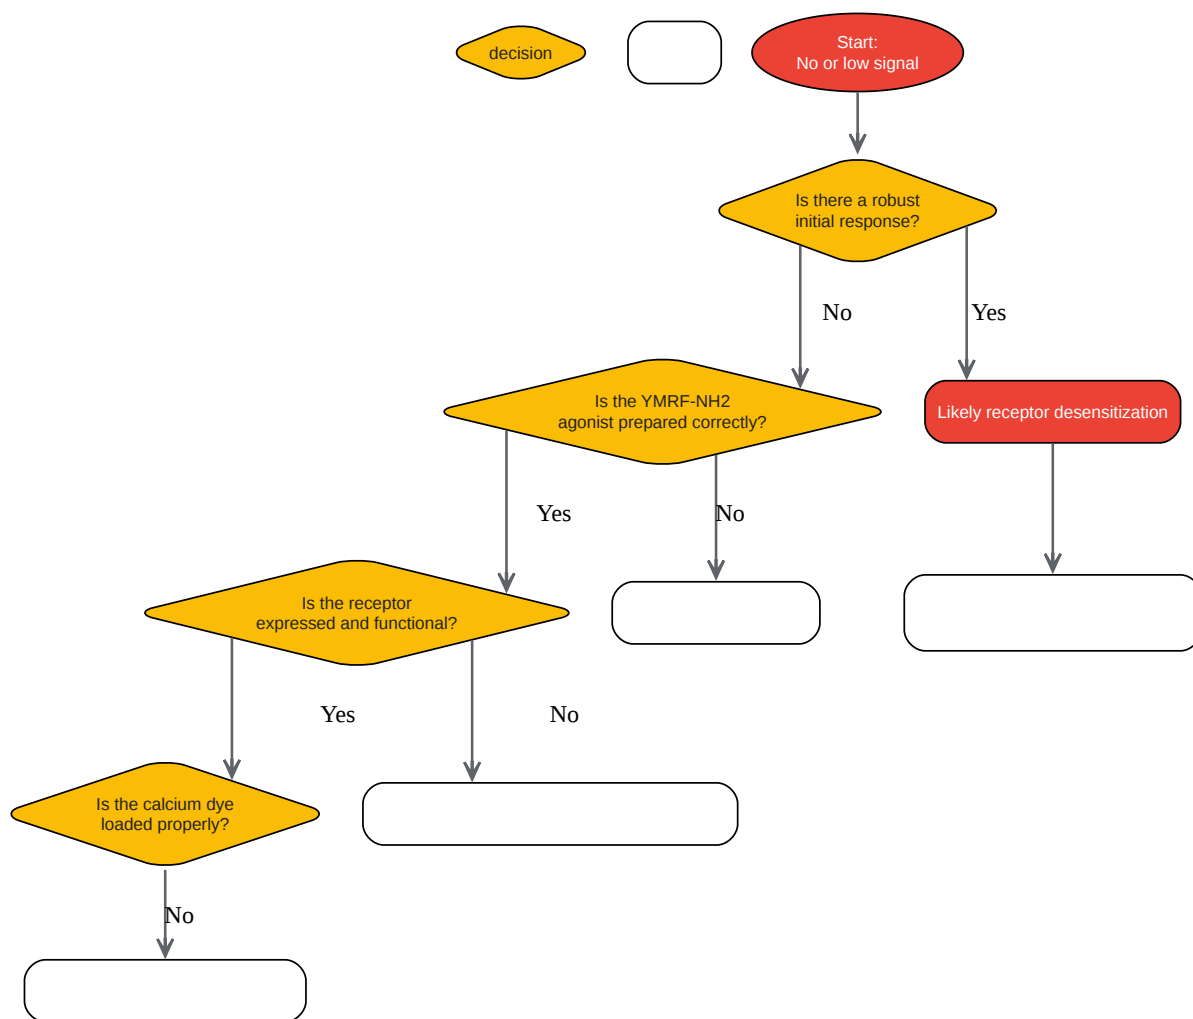 decision
Start:
No or low signal
Is there a robust
initial response?
No
Yes
Is the YMRF-NH2
agonist prepared correctly?
Likely receptor desensitization
Yes
No
Is the receptor
expressed and functional?
Yes
No
Is the calcium dye
loaded properly?
No